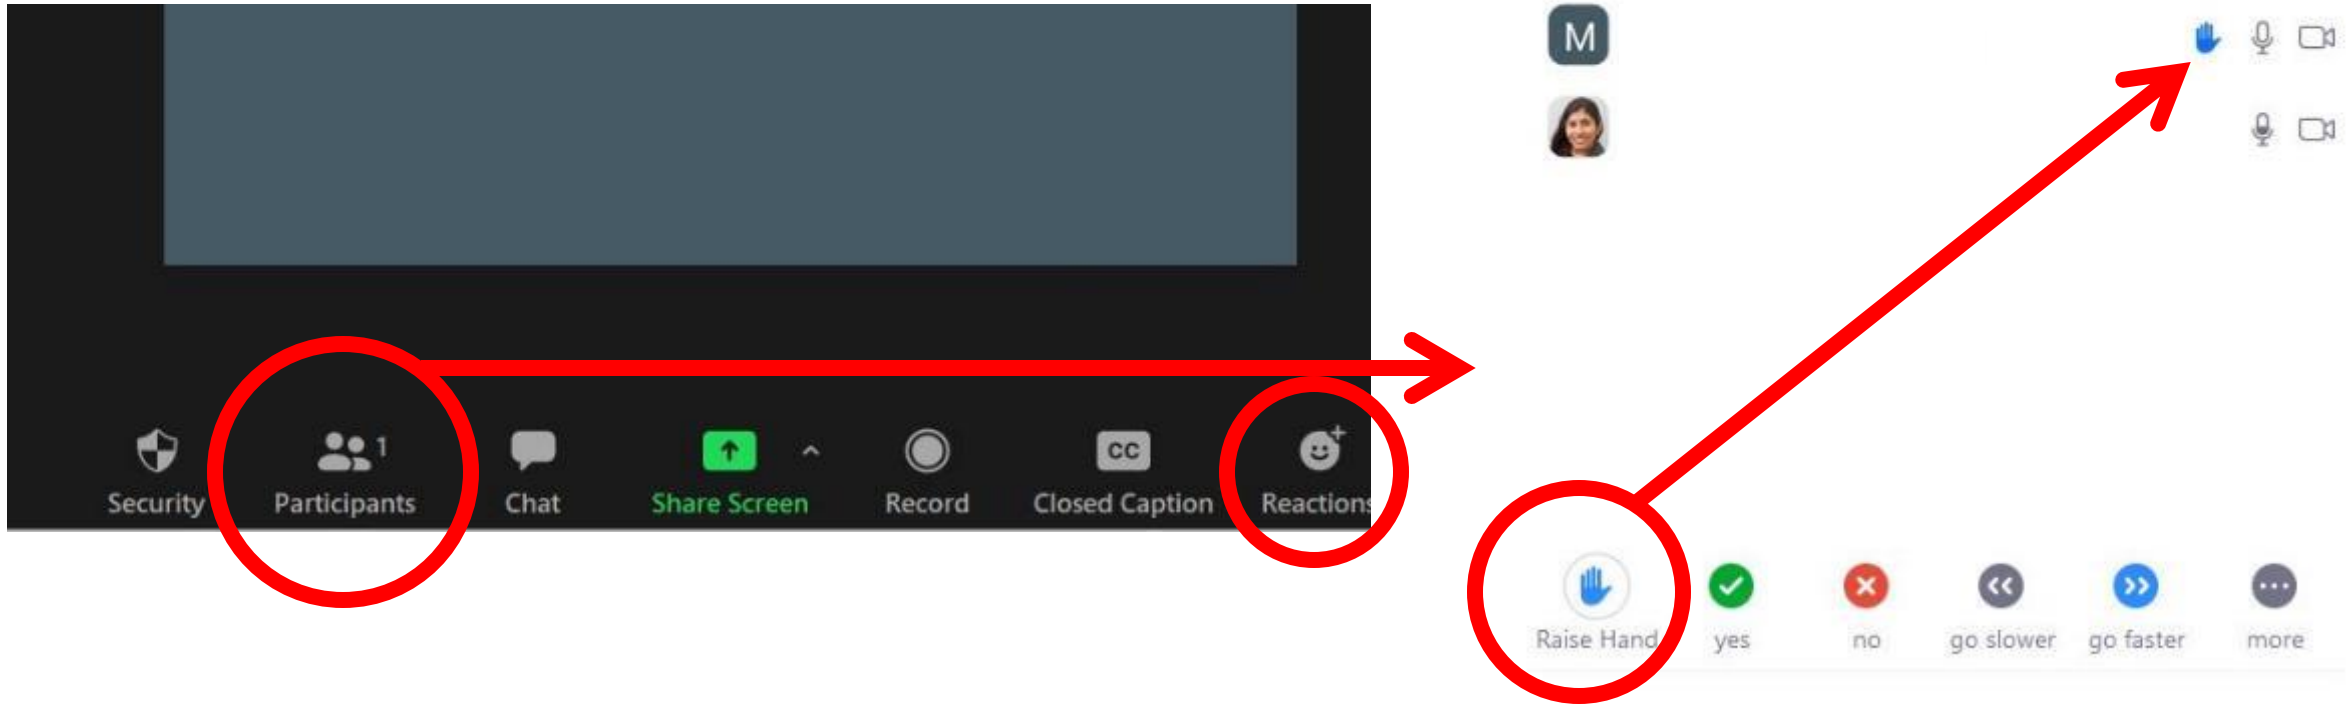 M
1
CC
Security
Participants
Chat
Share Screen
Record
Closed Caption
Reactions
Raise Hand
yes
no
go slower
go faster
more